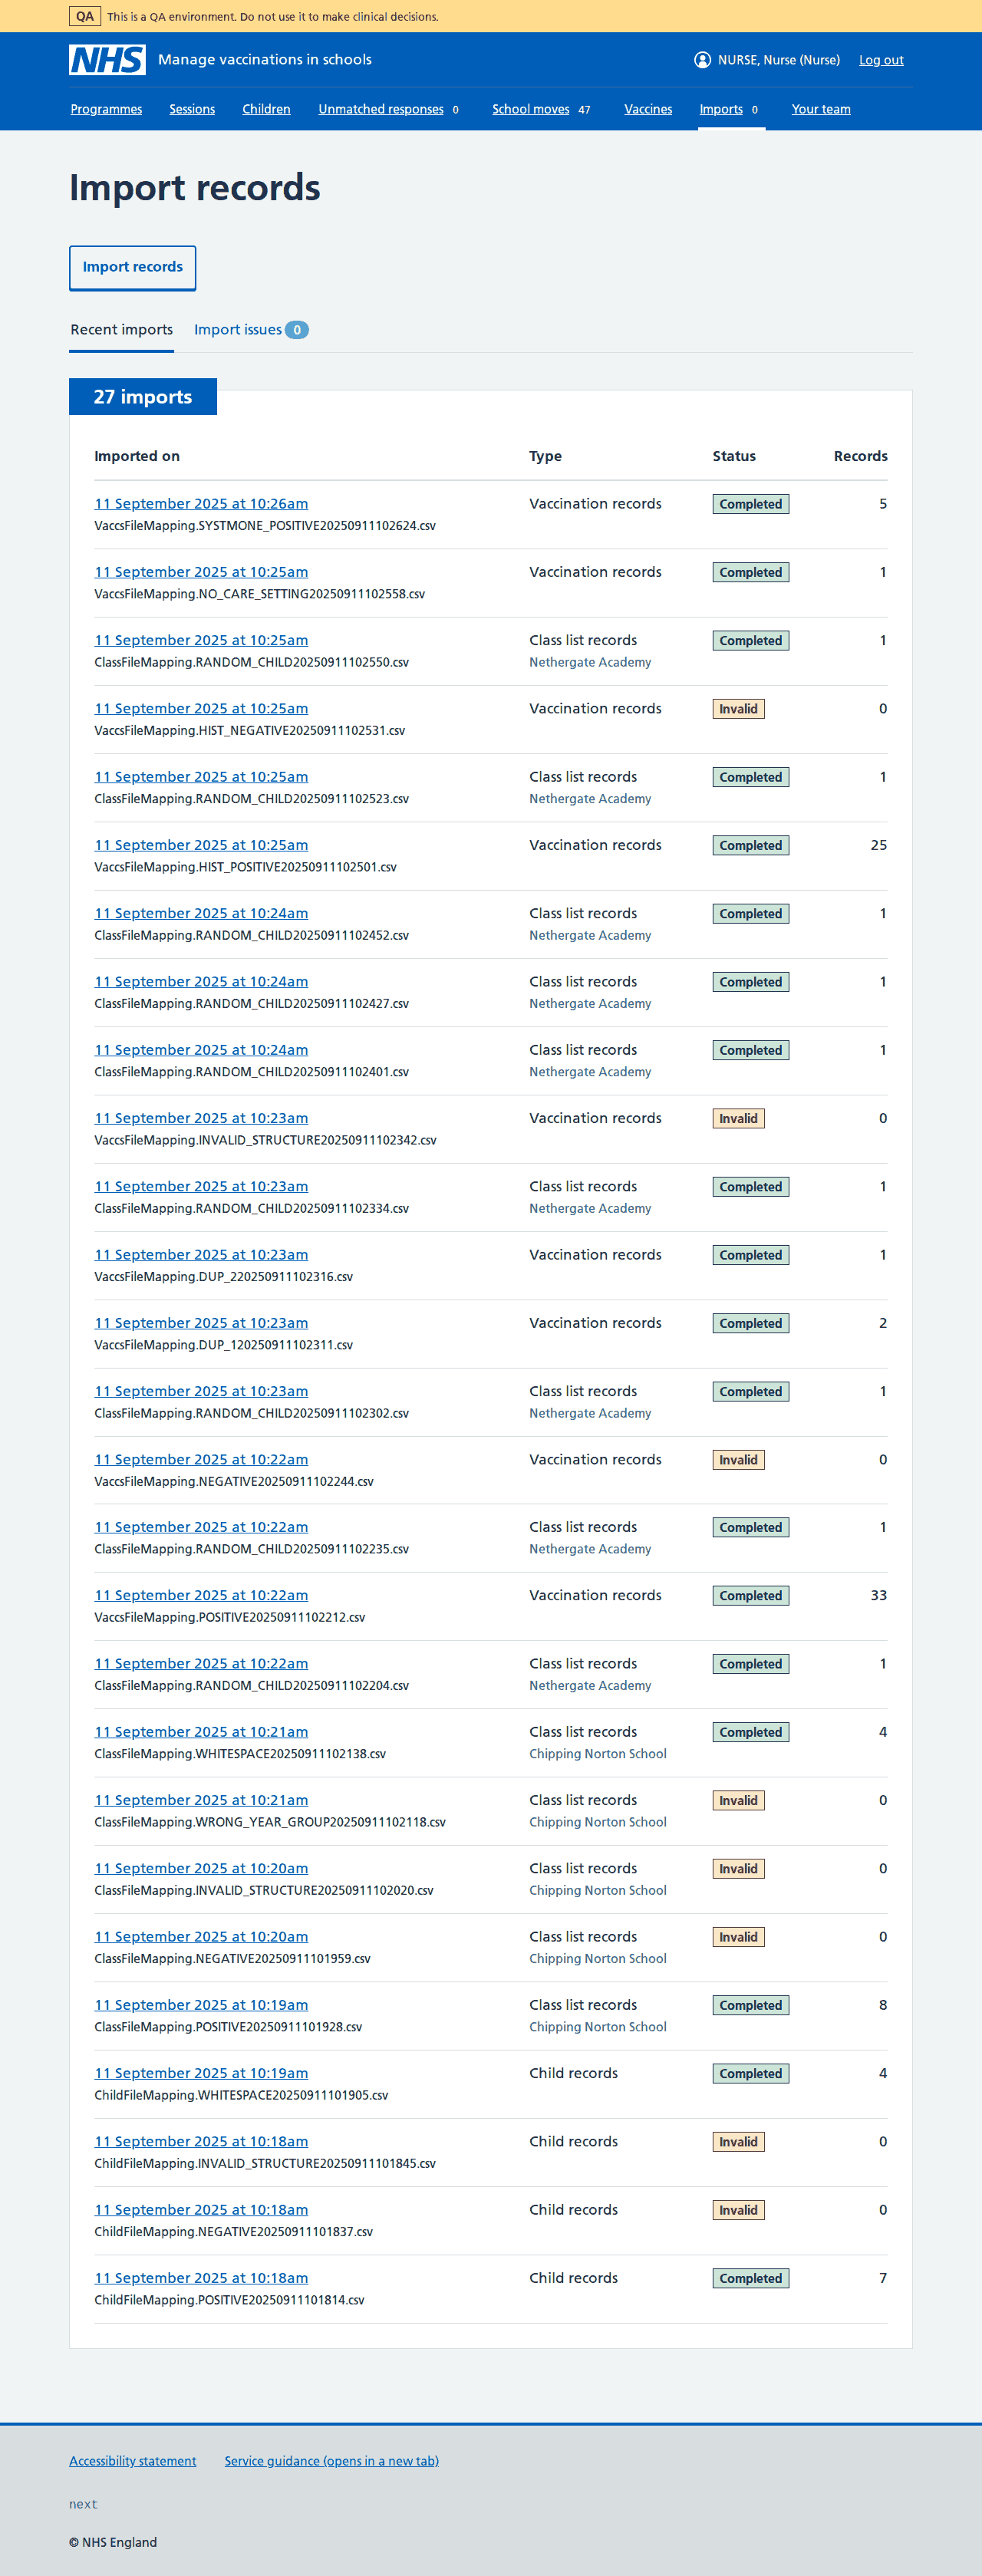 QA This is a QA environment. Do not use it to make clinical decisions.
NHS Manage vaccinations in schools NURSE, Nurse (Nurse) Log out
Programmes Sessions Children Unmatched responses 0 School moves 47 Vaccines Imports 0 Your team
Import records
Import records
Recent imports Import issues 0
27 imports
Imported on Type Status Records
11 September 2025 at 10:26am Vaccination records Completed 5
VaccsFileMapping.SYSTMONE_POSITIVE20250911102624.csv
11 September 2025 at 10:25am Vaccination records Completed 1
VaccsFileMapping.NO_CARE_SETTING20250911102558.csv
11 September 2025 at 10:25am Class list records Completed 1
ClassFileMapping.RANDOM_CHILD20250911102550.csv Nethergate Academy
11 September 2025 at 10:25am Vaccination records Invalid 0
VaccsFileMapping.HIST_NEGATIVE20250911102531.csv
11 September 2025 at 10:25am Class list records Completed 1
ClassFileMapping.RANDOM_CHILD20250911102523.csv Nethergate Academy
11 September 2025 at 10:25am Vaccination records Completed 25
VaccsFileMapping.HIST_POSITIVE20250911102501.csv
11 September 2025 at 10:24am Class list records Completed 1
ClassFileMapping.RANDOM_CHILD20250911102452.csv Nethergate Academy
11 September 2025 at 10:24am Class list records Completed 1
ClassFileMapping.RANDOM_CHILD20250911102427.csv Nethergate Academy
11 September 2025 at 10:24am Class list records Completed 1
ClassFileMapping.RANDOM_CHILD20250911102401.csv Nethergate Academy
11 September 2025 at 10:23am Vaccination records Invalid 0
VaccsFileMapping.INVALID_STRUCTURE20250911102342.csv
11 September 2025 at 10:23am Class list records Completed 1
ClassFileMapping.RANDOM_CHILD20250911102334.csv Nethergate Academy
11 September 2025 at 10:23am Vaccination records Completed 1
VaccsFileMapping.DUP_220250911102316.csv
11 September 2025 at 10:23am Vaccination records Completed 2
VaccsFileMapping.DUP_120250911102311.csv
11 September 2025 at 10:23am Class list records Completed 1
ClassFileMapping.RANDOM_CHILD20250911102302.csv Nethergate Academy
11 September 2025 at 10:22am Vaccination records Invalid 0
VaccsFileMapping.NEGATIVE20250911102244.csv
11 September 2025 at 10:22am Class list records Completed 1
ClassFileMapping.RANDOM_CHILD20250911102235.csv Nethergate Academy
11 September 2025 at 10:22am Vaccination records Completed 33
VaccsFileMapping.POSITIVE20250911102212.csv
11 September 2025 at 10:22am Class list records Completed 1
ClassFileMapping.RANDOM_CHILD20250911102204.csv Nethergate Academy
11 September 2025 at 10:21am Class list records Completed 4
ClassFileMapping.WHITESPACE20250911102138.csv Chipping Norton School
11 September 2025 at 10:21am Class list records Invalid 0
ClassFileMapping.WRONG_YEAR_GROUP20250911102118.csv Chipping Norton School
11 September 2025 at 10:20am Class list records Invalid 0
ClassFileMapping.INVALID_STRUCTURE20250911102020.csv Chipping Norton School
11 September 2025 at 10:20am Class list records Invalid 0
ClassFileMapping.NEGATIVE20250911101959.csv Chipping Norton School
11 September 2025 at 10:19am Class list records Completed 8
ClassFileMapping.POSITIVE20250911101928.csv Chipping Norton School
11 September 2025 at 10:19am Child records Completed 4
ChildFileMapping.WHITESPACE20250911101905.csv
11 September 2025 at 10:18am Child records Invalid 0
ChildFileMapping.INVALID_STRUCTURE20250911101845.csv
11 September 2025 at 10:18am Child records Invalid 0
ChildFileMapping.NEGATIVE20250911101837.csv
11 September 2025 at 10:18am Child records Completed 7
ChildFileMapping.POSITIVE20250911101814.csv
Accessibility statement Service guidance (opens in a new tab)
next
© NHS England